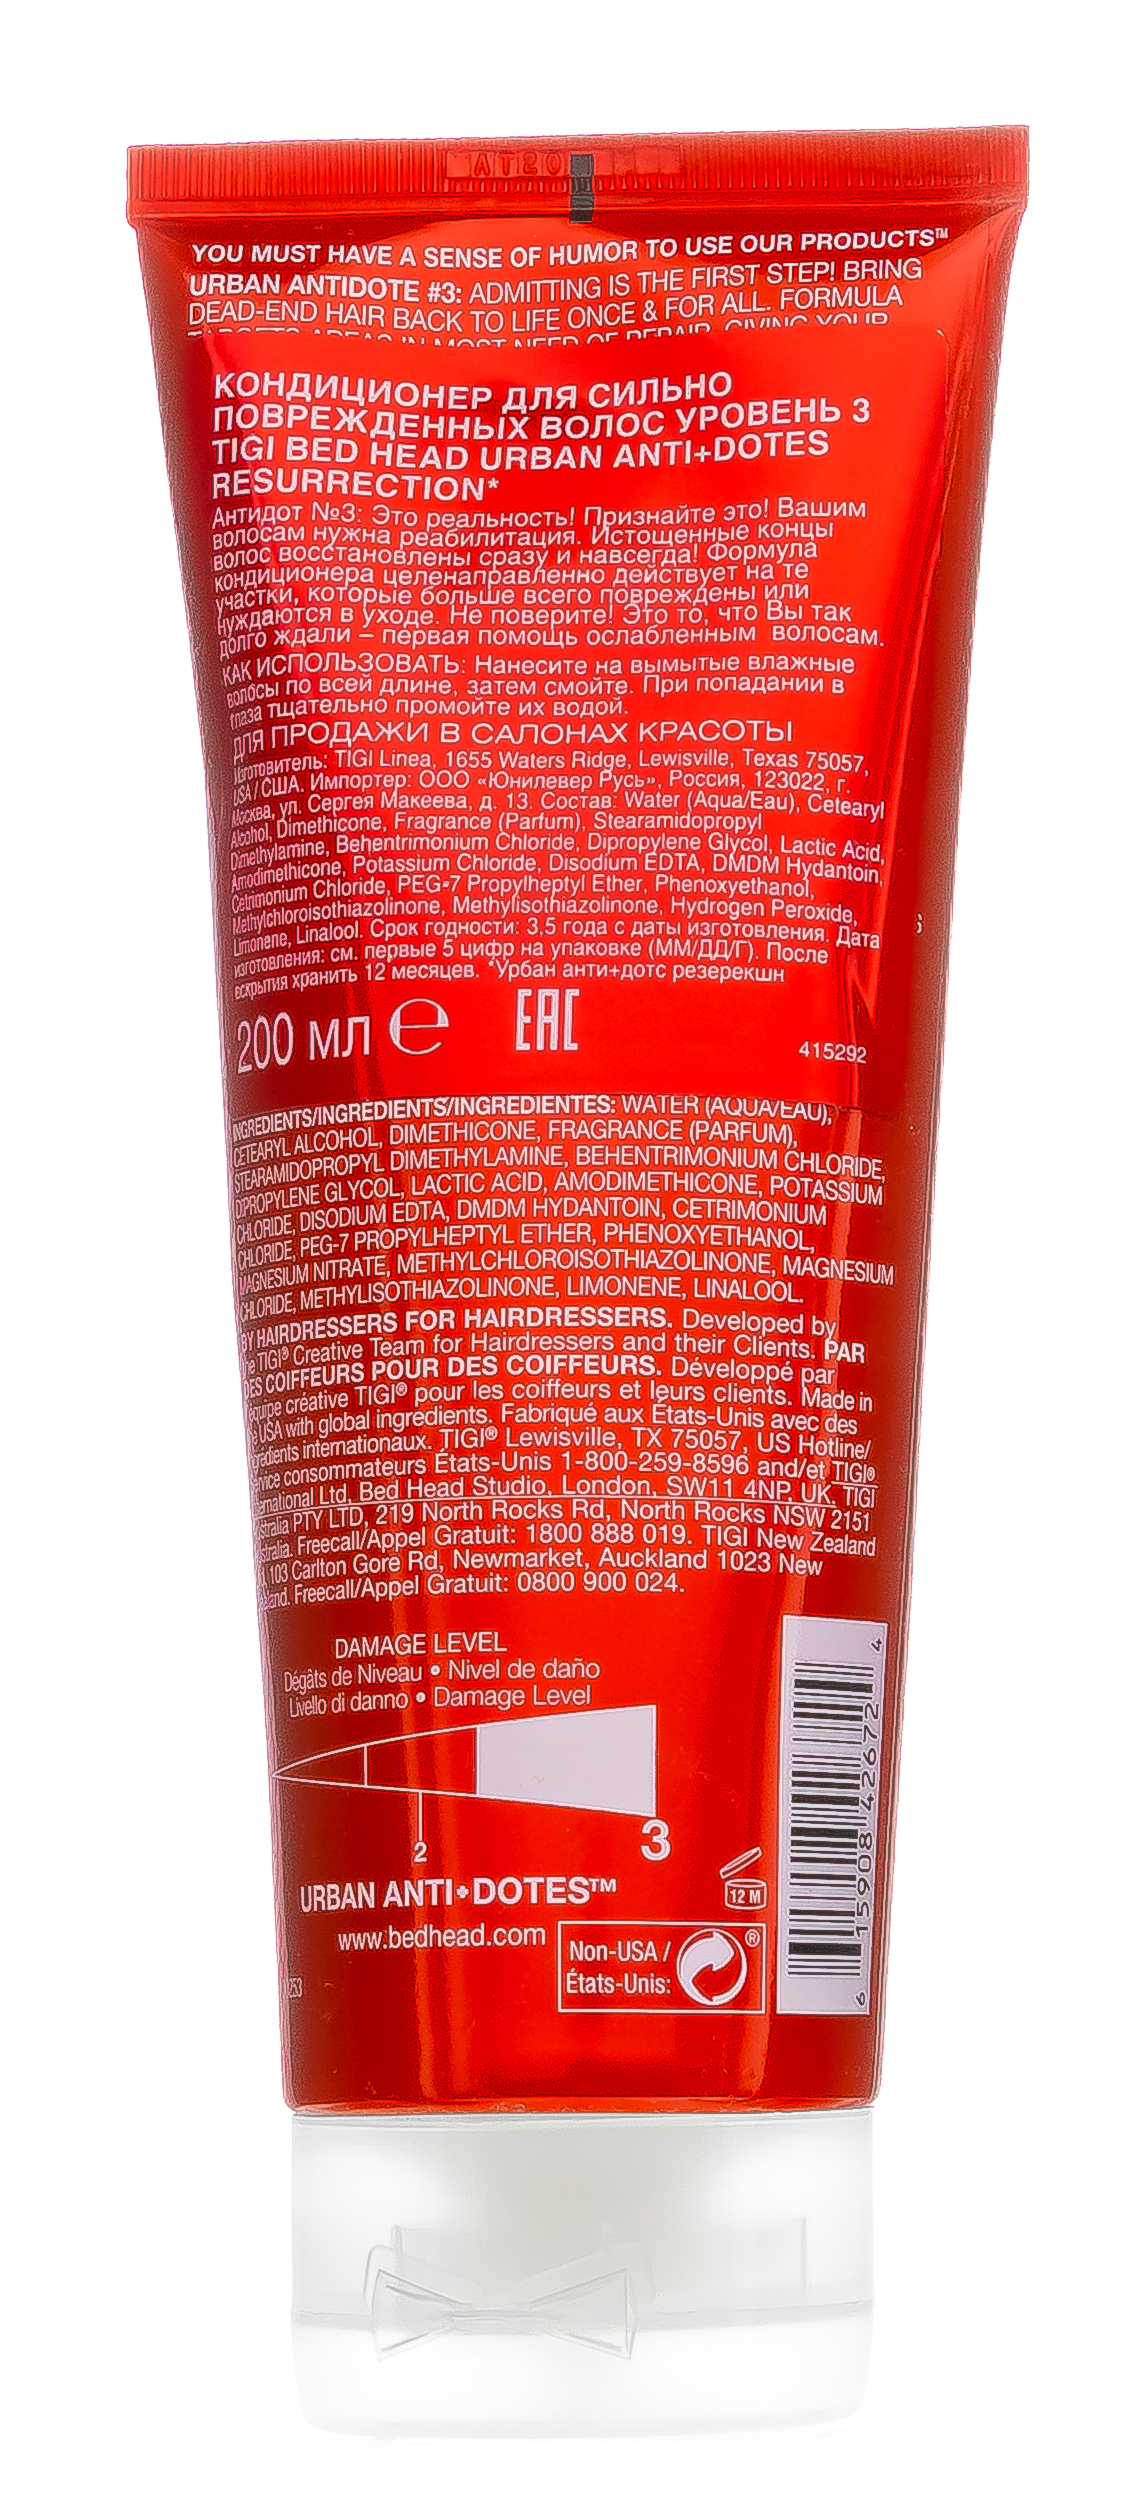 YOU MUST HAVE A SENSE OF HUMOR TO USE OUR PRODUCTS™
URBAN ANTIDOTE #3: ADMITTING IS THE FIRST STEP! BRING
DEAD-END HAIR BACK TO LIFE ONCE & FOR ALL. FORMULA
TARGETS AREAS IN MOST NEED OF REPAIR, GIVING YOUR
КОНДИЦИОНЕР ДЛЯ СИЛЬНО
ПОВРЕЖДЕННЫХ ВОЛОС УРОВЕНЬ 3
TIGI BED HEAD URBAN ANTI+DOTES
RESURRECTION*
Антидот №3: Это реальность! Признайте это! Вашим
волосам нужна реабилитация. Истощенные концы
волос восстановлены сразу и навсегда! Формула
кондиционера целенаправленно действует на те
участки, которые больше всего повреждены или
нуждаются в уходе. Не поверите! Это то, что Вы так
долго ждали – первая помощь ослабленным волосам.
КАК ИСПОЛЬЗОВАТЬ: Нанесите на вымытые влажные
волосы по всей длине, затем смойте. При попадании в
глаза тщательно промойте их водой.
ДЛЯ ПРОДАЖИ В САЛОНАХ КРАСОТЫ
Изготовитель: TIGI Linea, 1655 Waters Ridge, Lewisville, Texas 75057,
USA / США. Импортер: ООО «Юнилевер Русь», Россия, 123022, г.
Москва, ул. Сергея Макеева, д. 13. Состав: Water (Aqua/Eau), Cetearyl
Alcohol, Dimethicone, Fragrance (Parfum), Stearamidopropyl
Dimethylamine, Behentrimonium Chloride, Dipropylene Glycol, Lactic Acid,
Amodimethicone, Potassium Chloride, Disodium EDTA, DMDM Hydantoin,
Cetrimonium Chloride, PEG-7 Propylheptyl Ether, Phenoxyethanol,
Methylchloroisothiazolinone, Methylisothiazolinone, Hydrogen Peroxide,
Limonene, Linalool. Срок годности: 3,5 года с даты изготовления. Дата
изготовления: см. первые 5 цифр на упаковке (ММ/ДД/Г). После
вскрытия хранить 12 месяцев. *Урбан анти+дотс резерекшн
200 мл ℮ EAC
415292
INGREDIENTS/INGRÉDIENTS/INGREDIENTES: WATER (AQUA/EAU),
CETEARYL ALCOHOL, DIMETHICONE, FRAGRANCE (PARFUM),
STEARAMIDOPROPYL DIMETHYLAMINE, BEHENTRIMONIUM CHLORIDE,
DIPROPYLENE GLYCOL, LACTIC ACID, AMODIMETHICONE, POTASSIUM
CHLORIDE, DISODIUM EDTA, DMDM HYDANTOIN, CETRIMONIUM
CHLORIDE, PEG-7 PROPYLHEPTYL ETHER, PHENOXYETHANOL,
MAGNESIUM NITRATE, METHYLCHLOROISOTHIAZOLINONE, MAGNESIUM
CHLORIDE, METHYLISOTHIAZOLINONE, LIMONENE, LINALOOL.
BY HAIRDRESSERS FOR HAIRDRESSERS. Developed by
TIGI® Creative Team for Hairdressers and their Clients. PAR
DES COIFFEURS POUR DES COIFFEURS. Développé par
équipe créative TIGI® pour les coiffeurs et leurs clients. Made in
USA with global ingredients. Fabriqué aux États-Unis avec des
internationaux. TIGI® Lewisville, TX 75057, US Hotline/
consommateurs États-Unis 1-800-259-8596 and/et TIGI®
Ltd, Bed Head Studio, London, SW11 4NP, UK. TIGI
PTY LTD, 219 North Rocks Rd, North Rocks NSW 2151
Freecall/Appel Gratuit: 1800 888 019. TIGI New Zealand
103 Carlton Gore Rd, Newmarket, Auckland 1023 New
Freecall/Appel Gratuit: 0800 900 024.
DAMAGE LEVEL
Dégâts de Niveau • Nivel de daño
Livello di danno • Damage Level
2
3
URBAN ANTI+DOTES™
www.bedhead.com
12 M
Non-USA /
États-Unis:
®
6 15908 42672 4